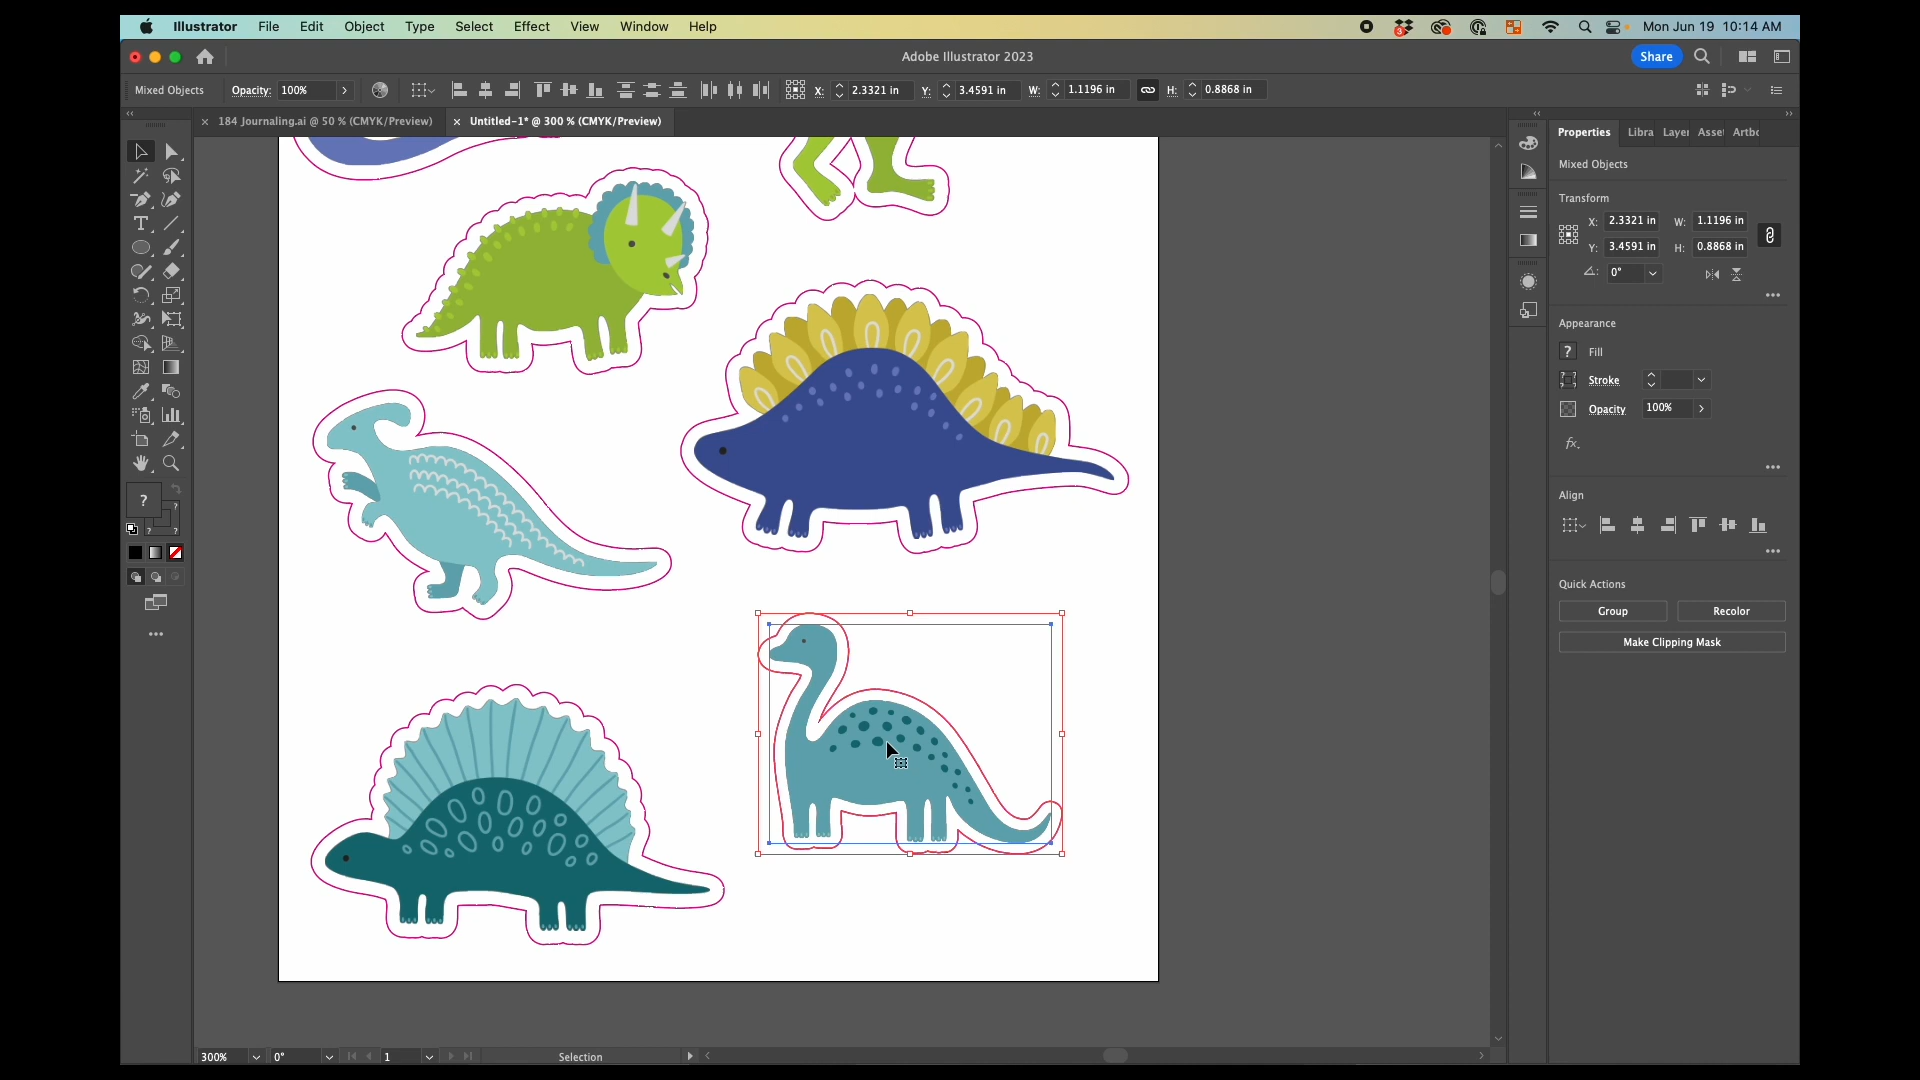 Illustrator File Edit Object Type Select Effect View Window Help 3 Mon Jun 19 10:14 AM
Adobe Illustrator 2023 Share
Mixed Objects Opacity: 100% X: 2.3321 in Y: 3.4591 in W: 1.1196 in H: 0.8868 in
184 Journaling.ai @ 50 % (CMYK/Preview) Untitled-1* @ 300 % (CMYK/Preview)
Properties Libra Layer Asse Artbo
Mixed Objects
Transform
X: 2.3321 in W: 1.1196 in
Y: 3.4591 in H: 0.8868 in
0°
Appearance
? Fill
Stroke
Opacity 100%
fx.
Align
Quick Actions
Group Recolor
Make Clipping Mask
300% 0° 1 Selection